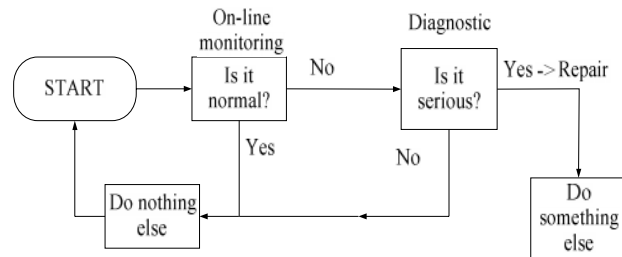 On-line
monitoring
Diagnostic
START
Is it
normal?
No
Is it
serious?
Yes -> Repair
Yes
No
Do nothing
else
Do
something
else